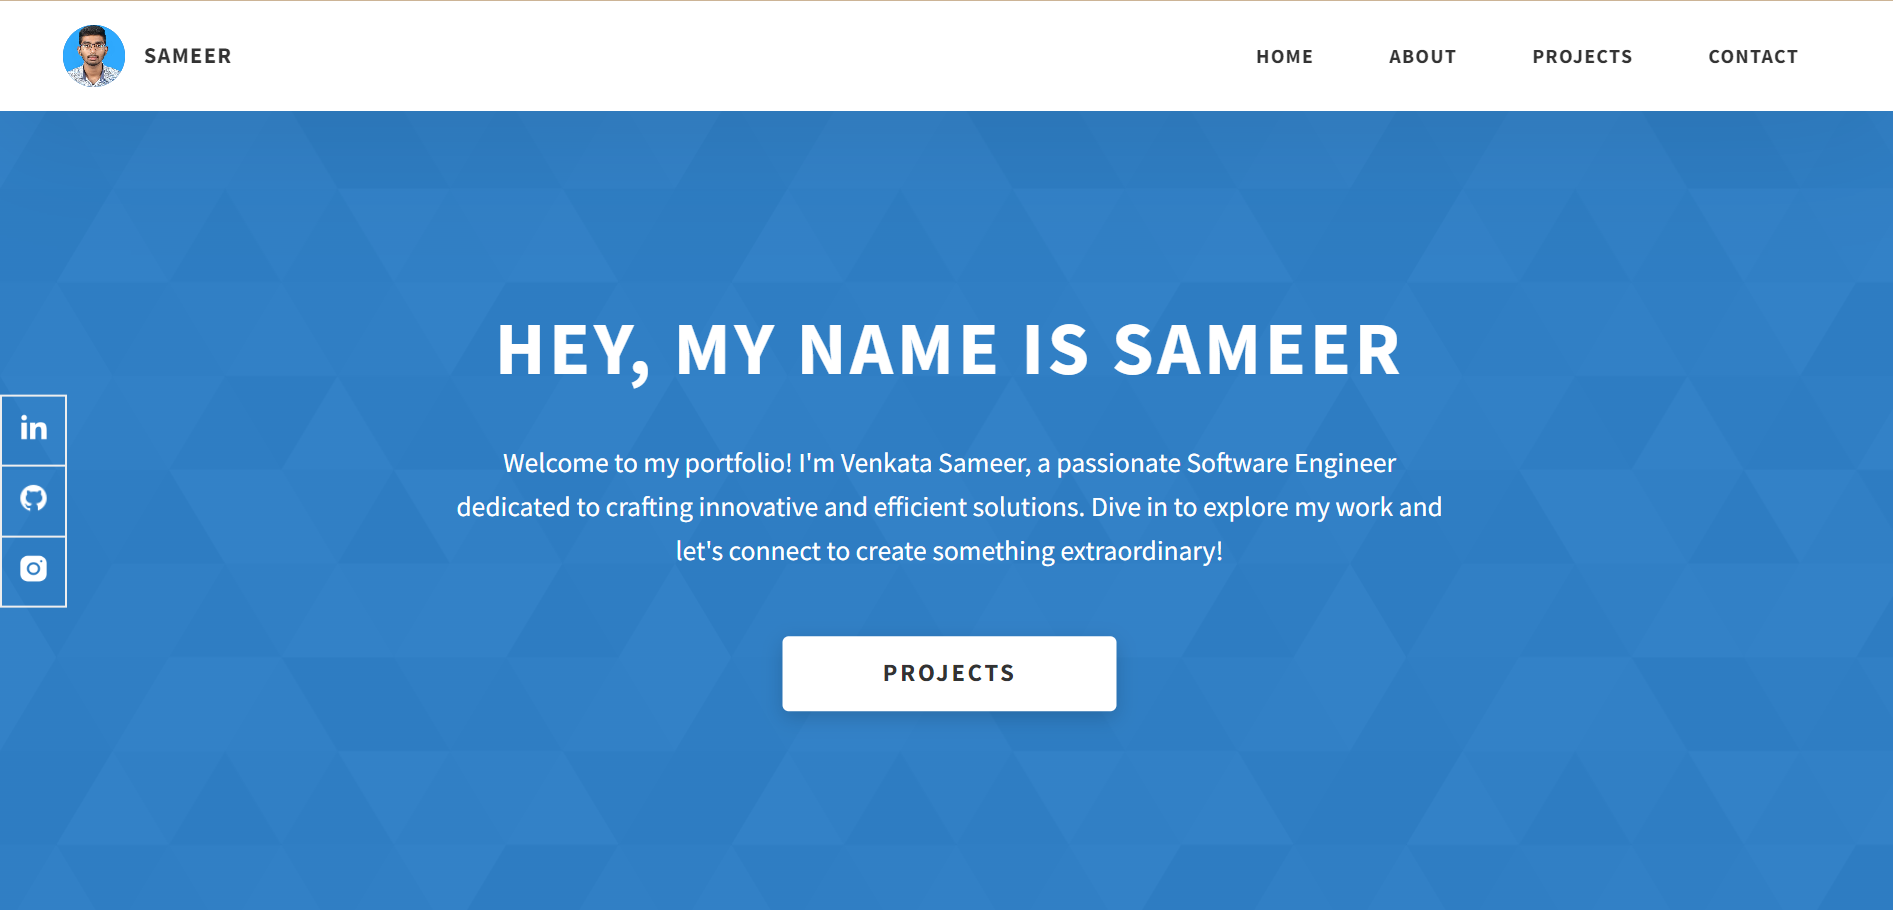 SAMEER
HOME
ABOUT
PROJECTS
CONTACT
HEY, MY NAME IS SAMEER
Welcome to my portfolio! I'm Venkata Sameer, a passionate Software Engineer
dedicated to crafting innovative and efficient solutions. Dive in to explore my work and
let's connect to create something extraordinary!
in
PROJECTS